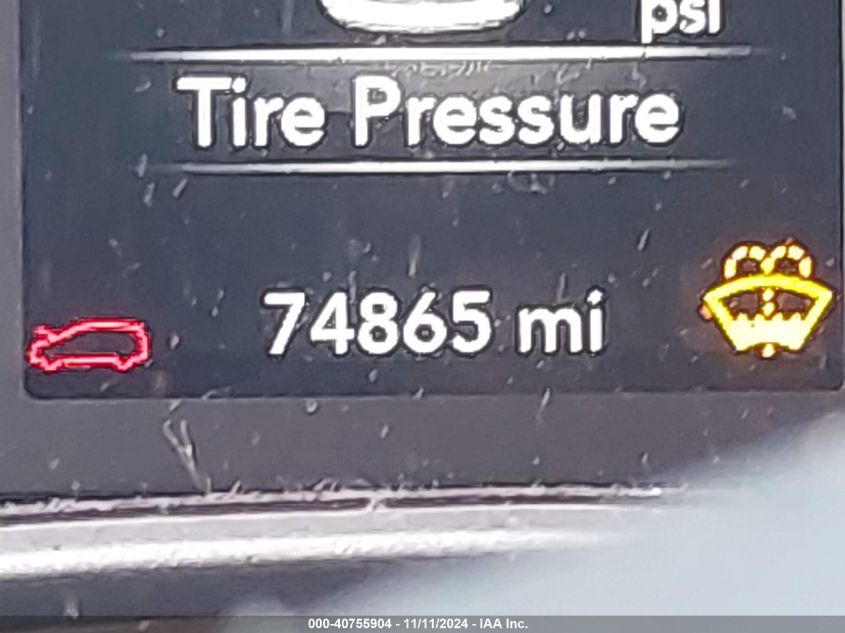 psi
Tire Pressure
74865 mi
000-40755904 - 11/11/2024 - IAA Inc.